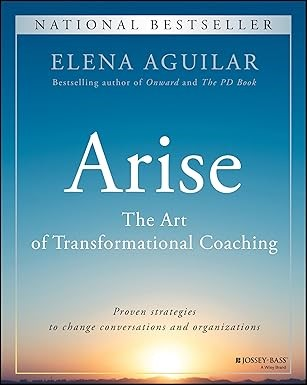 NATIONAL BESTSELLER
ELENA AGUILAR
Bestselling author of Onward and The PD Book
Arise
The Art
of Transformational Coaching
Proven strategies
to change conversations and organizations
JOSSEY-BASS
A Wiley Brand